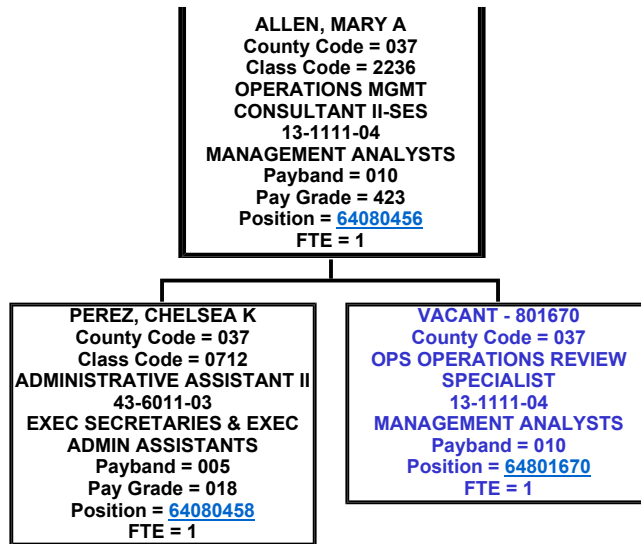 ALLEN, MARY A
County Code = 037
Class Code = 2236
OPERATIONS MGMT
CONSULTANT II-SES
13-1111-04
MANAGEMENT ANALYSTS
Payband = 010
Pay Grade = 423
Position = 64080456
FTE = 1
PEREZ, CHELSEA K
County Code = 037
Class Code = 0712
ADMINISTRATIVE ASSISTANT II
43-6011-03
EXEC SECRETARIES & EXEC
ADMIN ASSISTANTS
Payband = 005
Pay Grade = 018
Position = 64080458
FTE = 1
VACANT - 801670
County Code = 037
OPS OPERATIONS REVIEW
SPECIALIST
13-1111-04
MANAGEMENT ANALYSTS
Payband = 010
Position = 64801670
FTE = 1